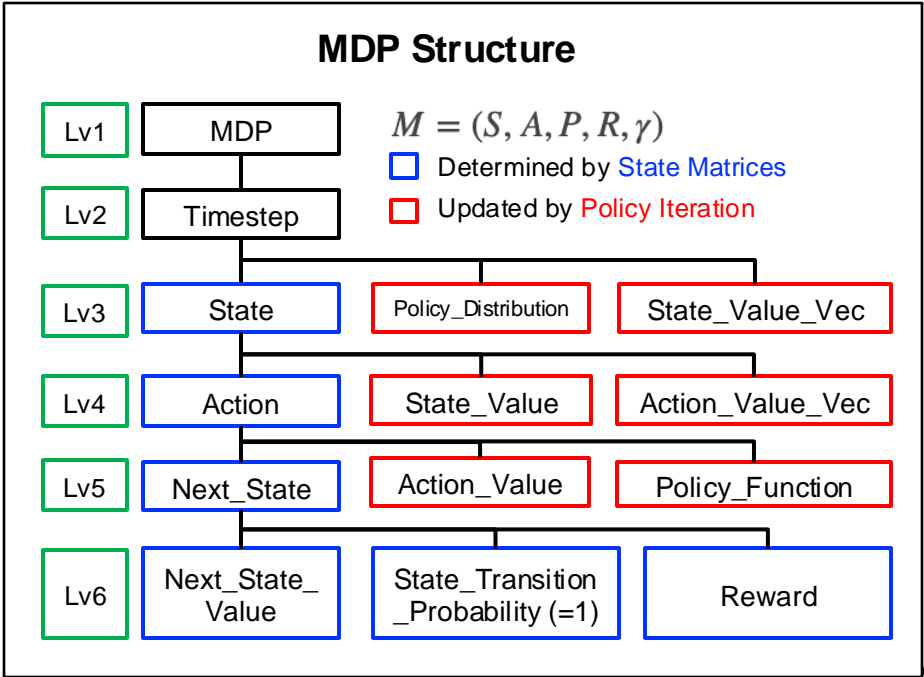 MDP Structure
Lv1
MDP
M = (S, A, P, R, γ)
Determined by State Matrices
Lv2
Timestep
Updated by Policy Iteration
Lv3
State
Policy_Distribution
State_Value_Vec
Lv4
Action
State_Value
Action_Value_Vec
Lv5
Next_State
Action_Value
Policy_Function
Lv6
Next_State_
Value
State_Transition
_Probability (=1)
Reward